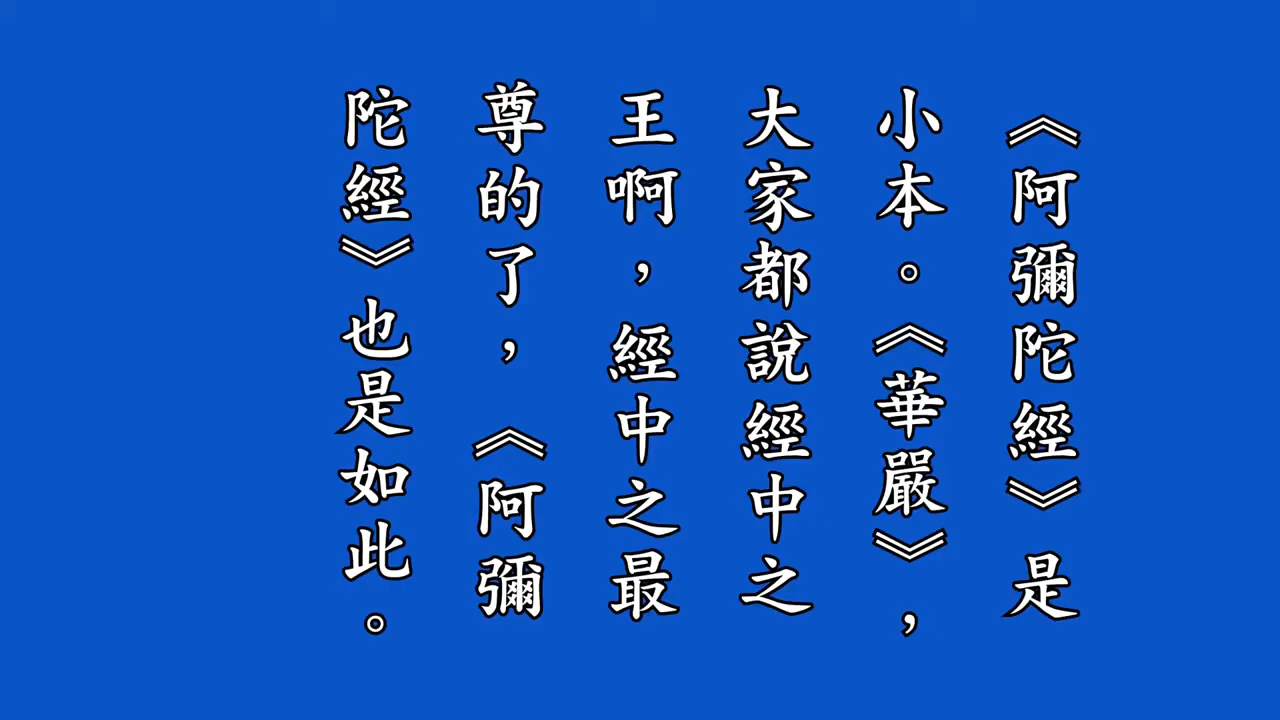 《阿彌陀經》是
小本。《華嚴》，
大家都說經中之
王啊，經中之最
尊的了，《阿彌
陀經》也是如此。